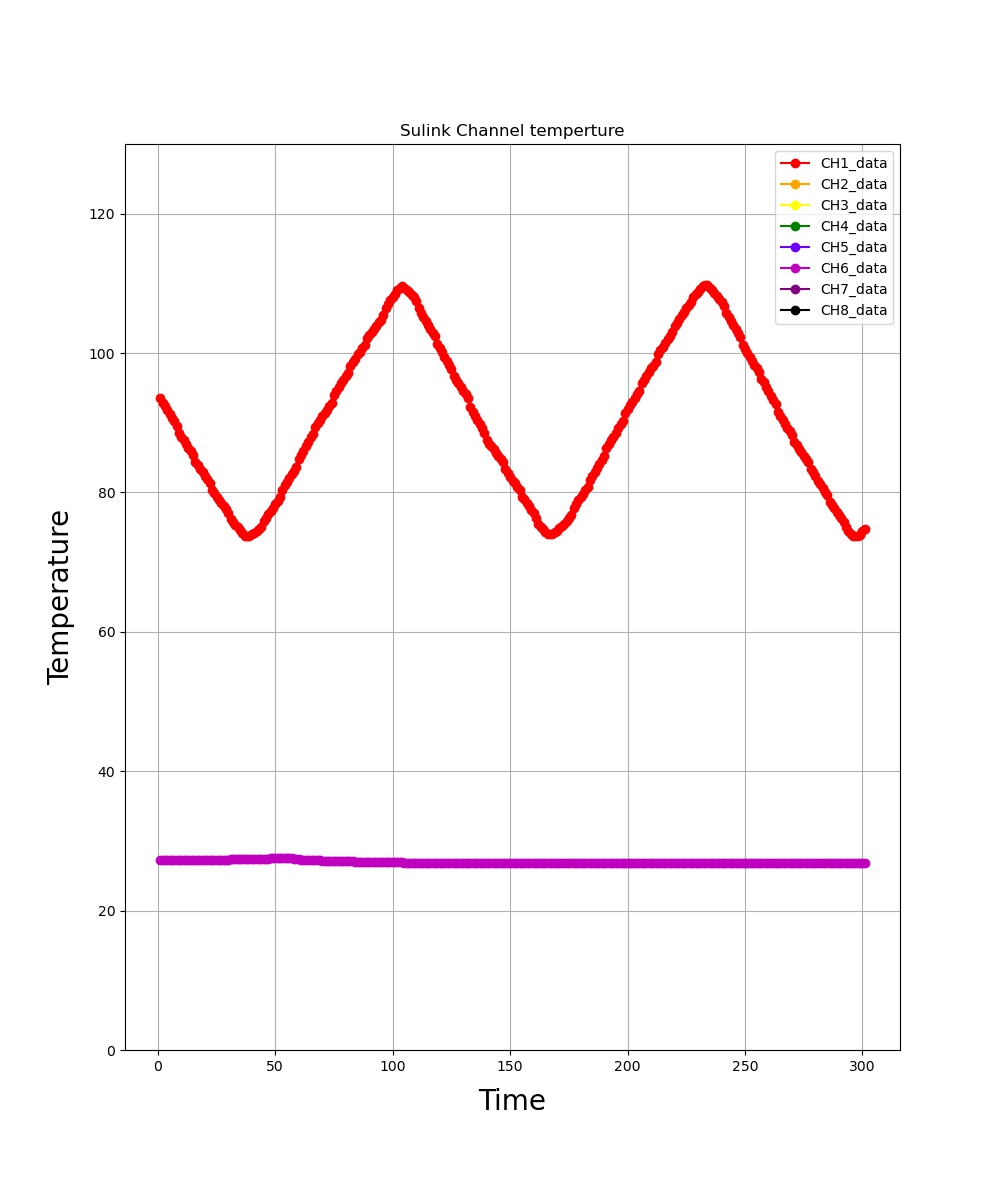 Sulink Channel temperture
CH1_data
CH2_data
CH3_data
CH4_data
CH5_data
CH6_data
CH7_data
CH8_data
120
100
80
60
40
20
0
Temperature
0 50 100 150 200 250 300
Time